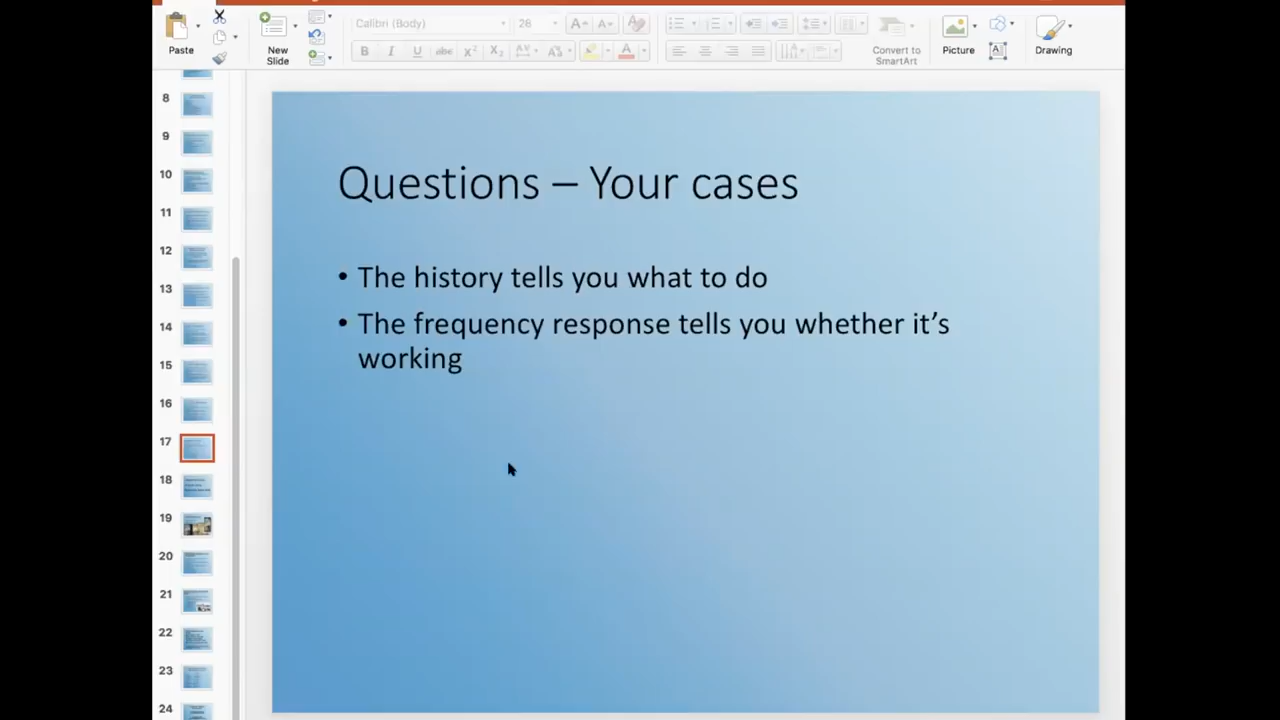 Calibri (Body)
28
Paste
New
Slide
Convert to
SmartArt
Picture
Drawing
8
9
10
11
12
13
14
15
16
17
18
19
20
21
22
23
24
Questions – Your cases
• The history tells you what to do
• The frequency response tells you whether it's
working